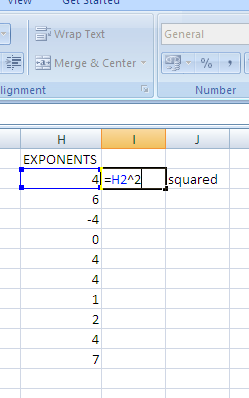 Get Started
Wrap Text
General
Merge & Center
$ % ,
lignment
Number
H I J
EXPONENTS
4 =H2^2 squared
6
-4
0
4
4
1
2
4
7